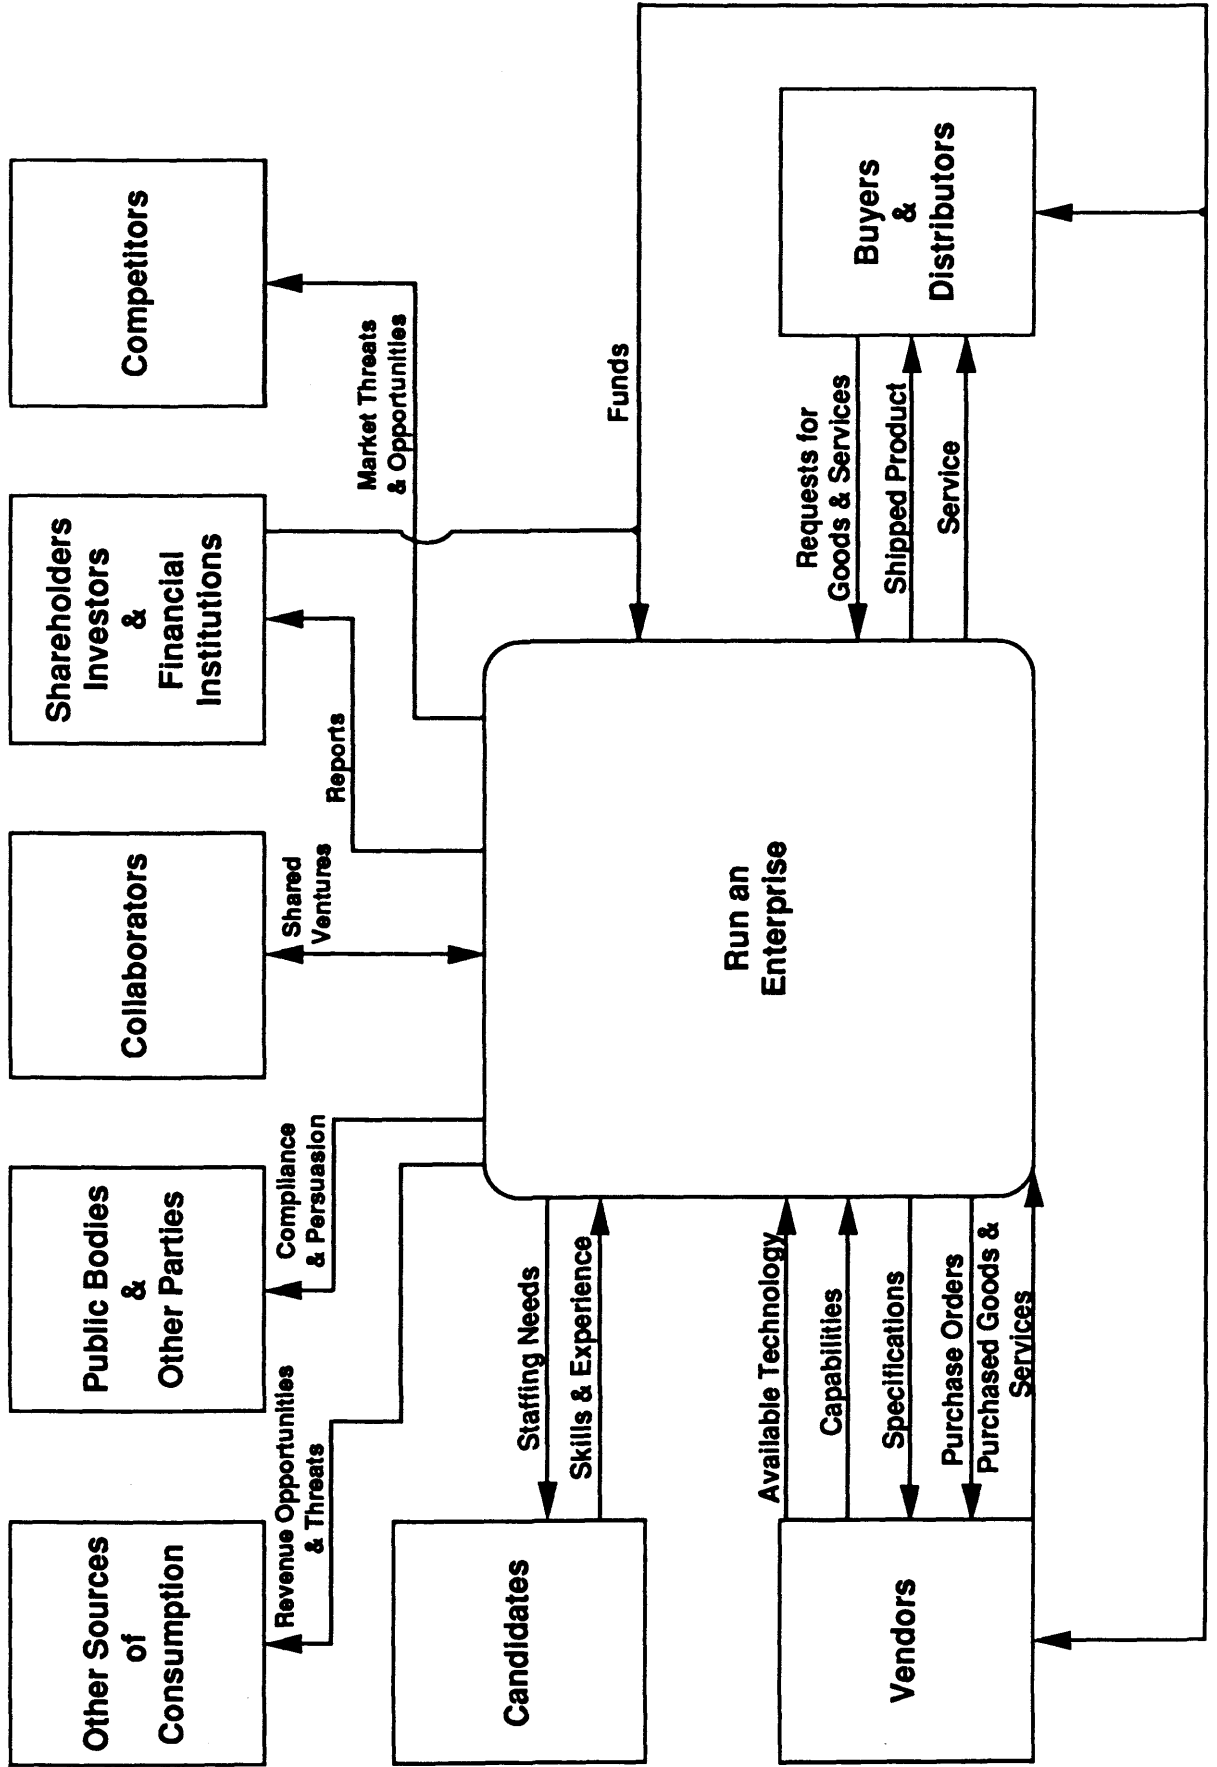 Other Sources
of
Consumption
Public Bodies
&
Other Parties
Collaborators
Shareholders
Investors
&
Financial
Institutions
Competitors
Revenue Opportunities
& Threats
Compliance
& Persuasion
Shared
Ventures
Reports
Market Threats
& Opportunities
Candidates
Staffing Needs
Skills & Experience
Funds
Run an
Enterprise
Vendors
Available Technology
Capabilities
Specifications
Purchase Orders
Purchased Goods &
Services
Requests for
Goods & Services
Shipped Product
Service
Buyers
&
Distributors